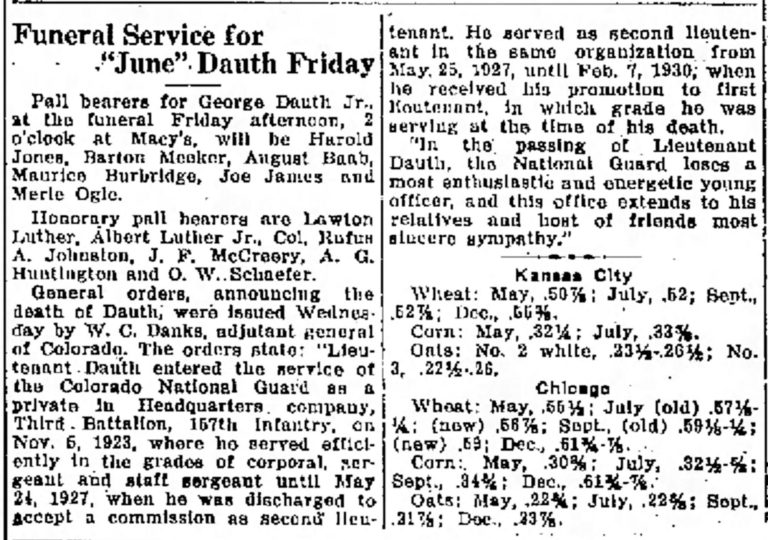 Funeral Service for
"June" Dauth Friday
Pall bearers for George Dauth Jr.,
at the funeral Friday afternoon, 2
o'clock at Macy's, will be Harold
Jones, Barton Meeker, August Baab,
Maurice Burbridge, Joe James and
Merle Ogle.
Honorary pall bearers are Lawton
Luther, Albert Luther Jr., Col. Rufus
A. Johnston, J. F. McCreery, A. G.
Huntington and O. W. Schaefer.
General orders, announcing the
death of Dauth, were issued Wednes-
day by W. C. Danks, adjutant general
of Colorado. The orders state: "Lieu-
tenant Dauth entered the service of
the Colorado National Guard as a
private in Headquarters company,
Third Battalion, 157th Infantry, on
Nov. 6, 1923, where he served effici-
ently in the grades of corporal, ser-
geant and staff sergeant until May
24, 1927, when he was discharged to
accept a commission as second lieu-
tenant. He served as second lieuten-
ant in the same organization from
May. 25, 1927, until Feb. 7, 1930, when
he received his promotion to first
lieutenant, in which grade he was
serving at the time of his death.
"In the passing of Lieutenant
Dauth, the National Guard loses a
most enthusiastic and energetic young
officer, and this office extends to his
relatives and host of friends most
sincere sympathy."
Kansas City
Wheat: May, .50⅞; July, .52; Sept.,
.52⅞; Dec.,
Corn: May, .32¼; July, .33⅜.
Oats: No. 2 white, .23½-.26½; No.
3, .22½-.26.
Chicago
Wheat: May, .55½; July (old) .57⅛-
¼; (new) .56⅞; Sept., (old) .59⅛-¼;
(new) .59; Dec., .61¾-⅞.
Corn: May, .30⅜; July, .32½-⅝;
Sept., .34¾; Dec., .61¾-⅞.
Oats: May, .22¾; July, .22⅝; Sept.,
.21⅞; Dec., .23⅞.